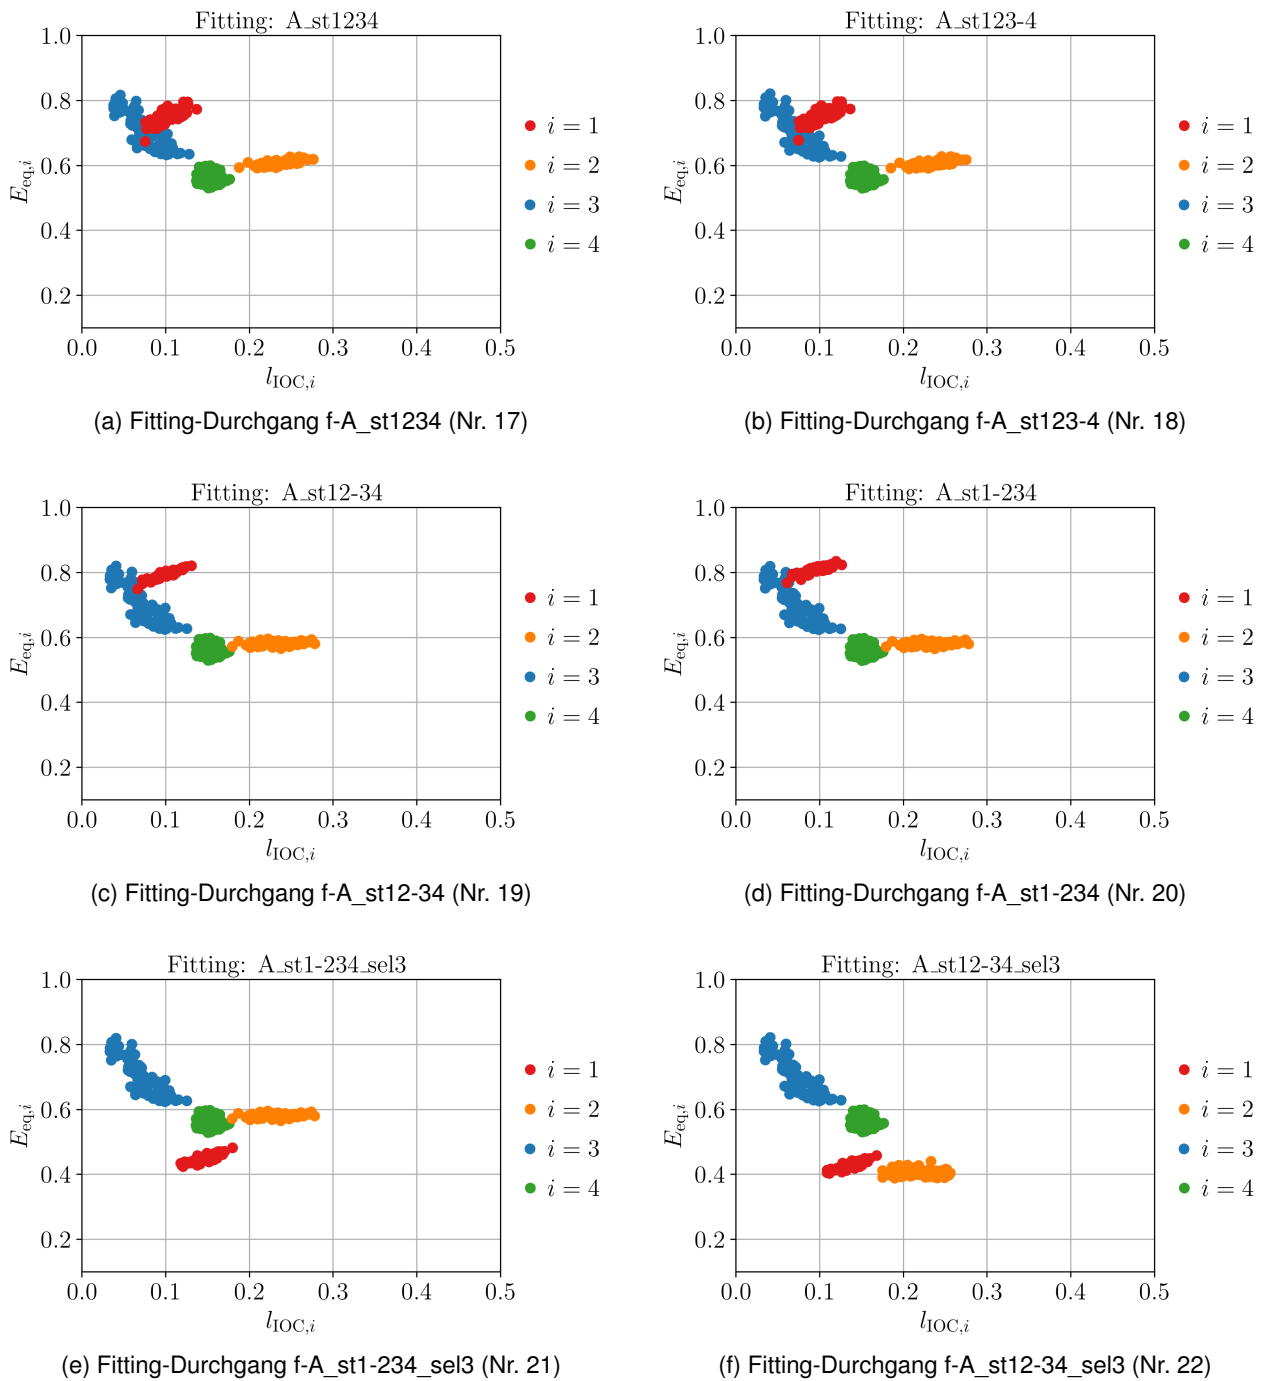 Fitting: A_st1234
1.0
0.8
0.6
0.4
0.2
E_eq,i
0.0 0.1 0.2 0.3 0.4 0.5
l_IOC,i
i = 1
i = 2
i = 3
i = 4
(a) Fitting-Durchgang f-A_st1234 (Nr. 17)
Fitting: A_st123-4
1.0
0.8
0.6
0.4
0.2
E_eq,i
0.0 0.1 0.2 0.3 0.4 0.5
l_IOC,i
i = 1
i = 2
i = 3
i = 4
(b) Fitting-Durchgang f-A_st123-4 (Nr. 18)
Fitting: A_st12-34
1.0
0.8
0.6
0.4
0.2
E_eq,i
0.0 0.1 0.2 0.3 0.4 0.5
l_IOC,i
i = 1
i = 2
i = 3
i = 4
(c) Fitting-Durchgang f-A_st12-34 (Nr. 19)
Fitting: A_st1-234
1.0
0.8
0.6
0.4
0.2
E_eq,i
0.0 0.1 0.2 0.3 0.4 0.5
l_IOC,i
i = 1
i = 2
i = 3
i = 4
(d) Fitting-Durchgang f-A_st1-234 (Nr. 20)
Fitting: A_st1-234_sel3
1.0
0.8
0.6
0.4
0.2
E_eq,i
0.0 0.1 0.2 0.3 0.4 0.5
l_IOC,i
i = 1
i = 2
i = 3
i = 4
(e) Fitting-Durchgang f-A_st1-234_sel3 (Nr. 21)
Fitting: A_st12-34_sel3
1.0
0.8
0.6
0.4
0.2
E_eq,i
0.0 0.1 0.2 0.3 0.4 0.5
l_IOC,i
i = 1
i = 2
i = 3
i = 4
(f) Fitting-Durchgang f-A_st12-34_sel3 (Nr. 22)